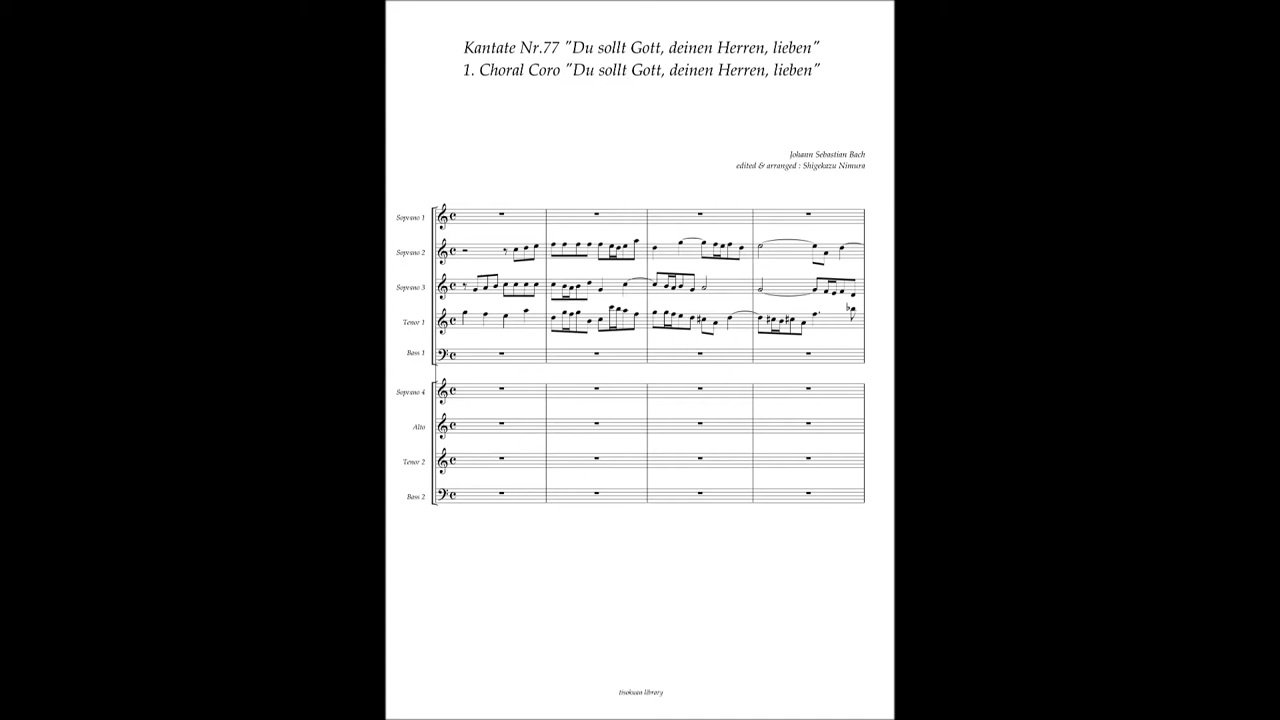 Kantate Nr.77 "Du sollt Gott, deinen Herren, lieben"
1. Choral Coro "Du sollt Gott, deinen Herren, lieben"
Johann Sebastian Bach
edited & arranged : Shigekazu Nimura
Soprano 1
Soprano 2
Soprano 3
Tenor 1
Bass 1
Soprano 4
Alto
Tenor 2
Bass 2
tisokuan library